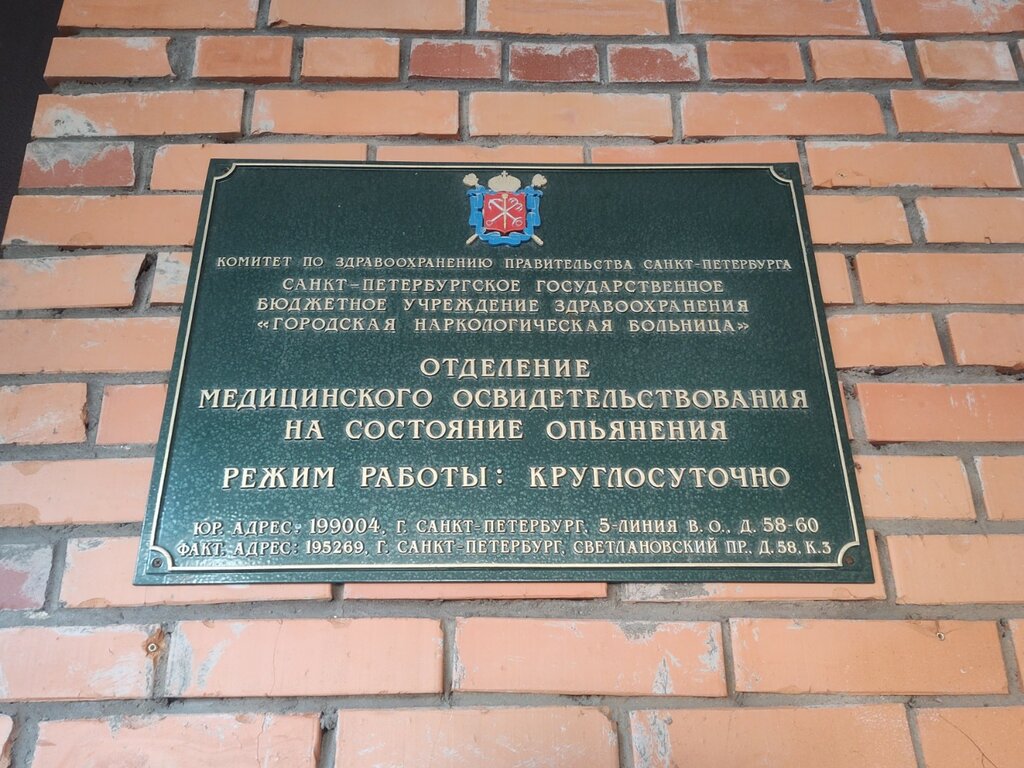 КОМИТЕТ ПО ЗДРАВООХРАНЕНИЮ ПРАВИТЕЛЬСТВА САНКТ-ПЕТЕРБУРГА
САНКТ-ПЕТЕРБУРГСКОЕ ГОСУДАРСТВЕННОЕ
БЮДЖЕТНОЕ УЧРЕЖДЕНИЕ ЗДРАВООХРАНЕНИЯ
«ГОРОДСКАЯ НАРКОЛОГИЧЕСКАЯ БОЛЬНИЦА»
ОТДЕЛЕНИЕ
МЕДИЦИНСКОГО ОСВИДЕТЕЛЬСТВОВАНИЯ
НА СОСТОЯНИЕ ОПЬЯНЕНИЯ
РЕЖИМ РАБОТЫ: КРУГЛОСУТОЧНО
ЮР. АДРЕС: 199004, Г. САНКТ-ПЕТЕРБУРГ, 5-ЛИНИЯ В.О., Д. 58-60
ФАКТ. АДРЕС: 195269, Г. САНКТ-ПЕТЕРБУРГ, СВЕТЛАНОВСКИЙ ПР., Д.58, К.3